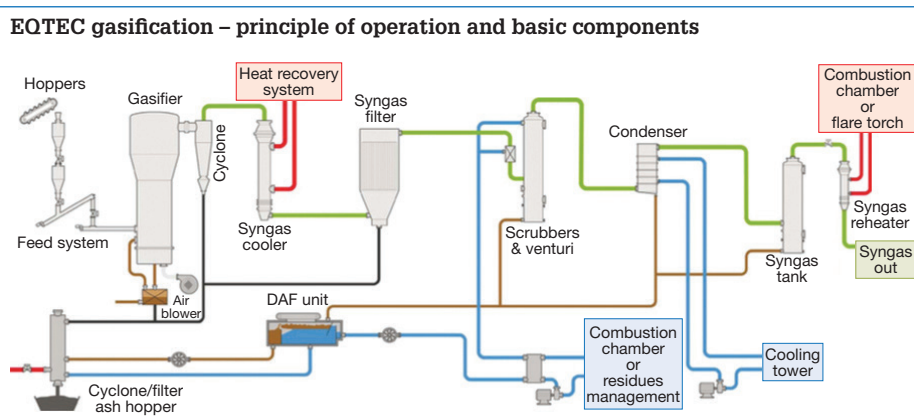 EQTEC gasification – principle of operation and basic components
Hoppers
Gasifier
Cyclone
Heat recovery
system
Syngas
filter
Condenser
Combustion
chamber
or
flare torch
Feed system
Syngas
cooler
Scrubbers
& venturi
Syngas
tank
Syngas
reheater
Syngas
out
Air
blower
DAF unit
Cyclone/filter
ash hopper
Combustion
chamber
or
residues
management
Cooling
tower